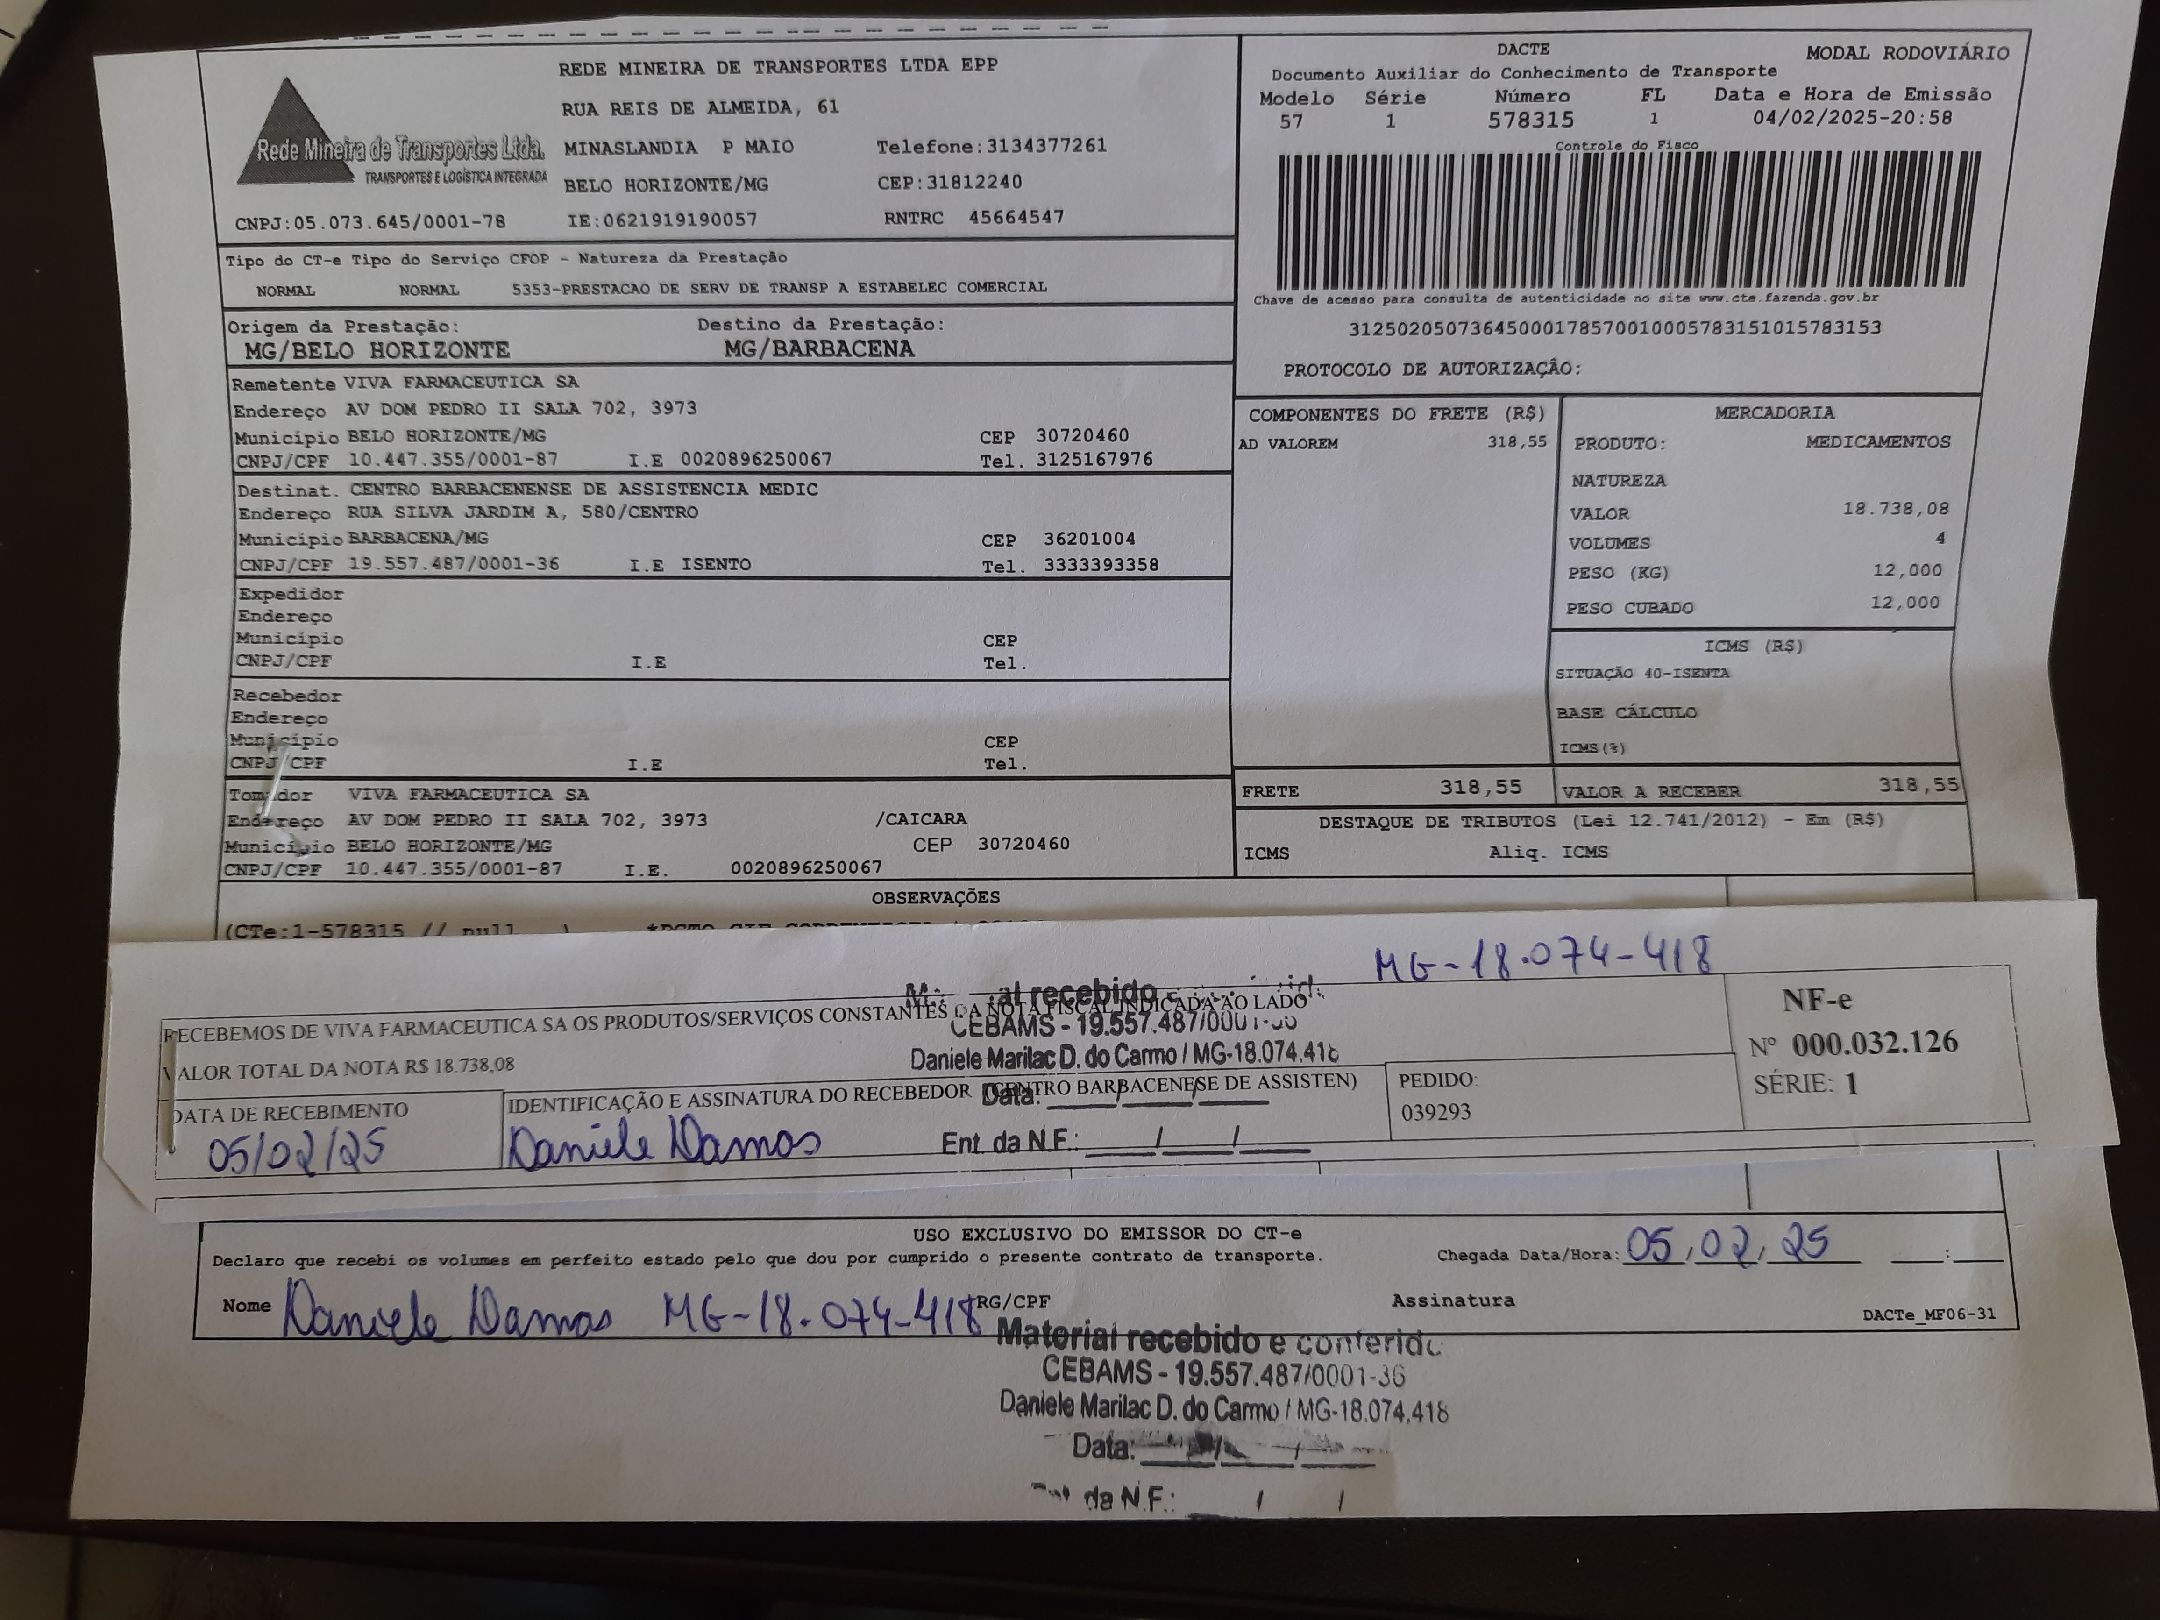 REDE MINEIRA DE TRANSPORTES LTDA EPP
RUA REIS DE ALMEIDA, 61
Rede Mineira de Transportes Ltda.
TRANSPORTES E LOGÍSTICA INTEGRADA
MINASLANDIA P MAIO Telefone:3134377261
BELO HORIZONTE/MG CEP:31812240
CNPJ:05.073.645/0001-78 IE:0621919190057 RNTRC 45664547
DACTE MODAL RODOVIÁRIO
Documento Auxiliar do Conhecimento de Transporte
Modelo Série Número FL Data e Hora de Emissão
57 1 578315 1 04/02/2025-20:58
Controle do Fisco
Chave de acesso para consulta de autenticidade no site www.cte.fazenda.gov.br
31250205073645000178570010005783151015783153
PROTOCOLO DE AUTORIZAÇÃO:
Tipo do CT-e Tipo do Serviço CFOP - Natureza da Prestação
NORMAL NORMAL 5353-PRESTACAO DE SERV DE TRANSP A ESTABELEC COMERCIAL
Origem da Prestação: Destino da Prestação:
MG/BELO HORIZONTE MG/BARBACENA
Remetente VIVA FARMACEUTICA SA
Endereço AV DOM PEDRO II SALA 702, 3973
Município BELO HORIZONTE/MG CEP 30720460
CNPJ/CPF 10.447.355/0001-87 I.E 0020896250067 Tel. 3125167976
Destinat. CENTRO BARBACENENSE DE ASSISTENCIA MEDIC
Endereço RUA SILVA JARDIM A, 580/CENTRO
Município BARBACENA/MG CEP 36201004
CNPJ/CPF 19.557.487/0001-36 I.E ISENTO Tel. 3333393358
Expedidor
Endereço
Município CEP
CNPJ/CPF I.E Tel.
Recebedor
Endereço
Município CEP
CNPJ/CPF I.E Tel.
Tomador VIVA FARMACEUTICA SA
Endereço AV DOM PEDRO II SALA 702, 3973 /CAICARA
Município BELO HORIZONTE/MG CEP 30720460
CNPJ/CPF 10.447.355/0001-87 I.E. 0020896250067
COMPONENTES DO FRETE (R$)
AD VALOREM 318,55
MERCADORIA
PRODUTO: MEDICAMENTOS
NATUREZA
VALOR 18.738,08
VOLUMES 4
PESO (KG) 12,000
PESO CUBADO 12,000
ICMS (R$)
SITUAÇÃO 40-ISENTA
BASE CÁLCULO
ICMS(%)
FRETE 318,55 VALOR A RECEBER 318,55
DESTAQUE DE TRIBUTOS (Lei 12.741/2012) - Em (R$)
ICMS Aliq. ICMS
OBSERVAÇÕES
(CTe:1-578315 // null )
MG-18.074-418
RECEBEMOS DE VIVA FARMACEUTICA SA OS PRODUTOS/SERVIÇOS CONSTANTES DA NOTA FISCAL INDICADA AO LADO
VALOR TOTAL DA NOTA R$ 18.738,08
recebido
CEBAMS - 19.557.487/0001-36
Daniele Marilac D. do Carmo / MG-18.074.418
Data: ___/___/___
Ent. da N.F.: ___/___/___
DATA DE RECEBIMENTO
05/02/25
IDENTIFICAÇÃO E ASSINATURA DO RECEBEDOR (CENTRO BARBACENESE DE ASSISTEN)
Daniele Damos
PEDIDO:
039293
NF-e
Nº 000.032.126
SÉRIE: 1
USO EXCLUSIVO DO EMISSOR DO CT-e
Declaro que recebi os volumes em perfeito estado pelo que dou por cumprido o presente contrato de transporte. Chegada Data/Hora: 05/02/25 ___:___
Nome Daniele Damos MG-18.074-418 RG/CPF Assinatura
DACTe_MF06-31
Material recebido e conferido
CEBAMS - 19.557.487/0001-36
Daniele Marilac D. do Carmo / MG-18.074.418
Data: ___/___/___
da N.F.: ___/___/